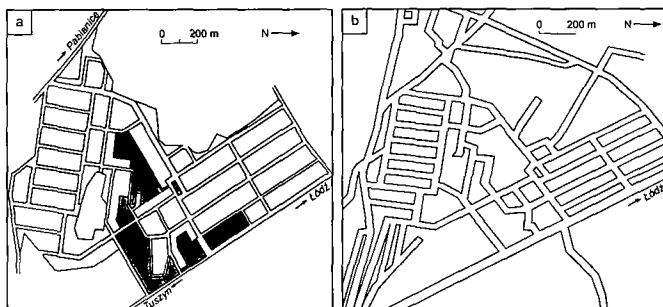 a
→ Pabianice
0 200 m
N →
→ Łódź
Tuszyn ←
b
0 200 m
N →
→ Łódź